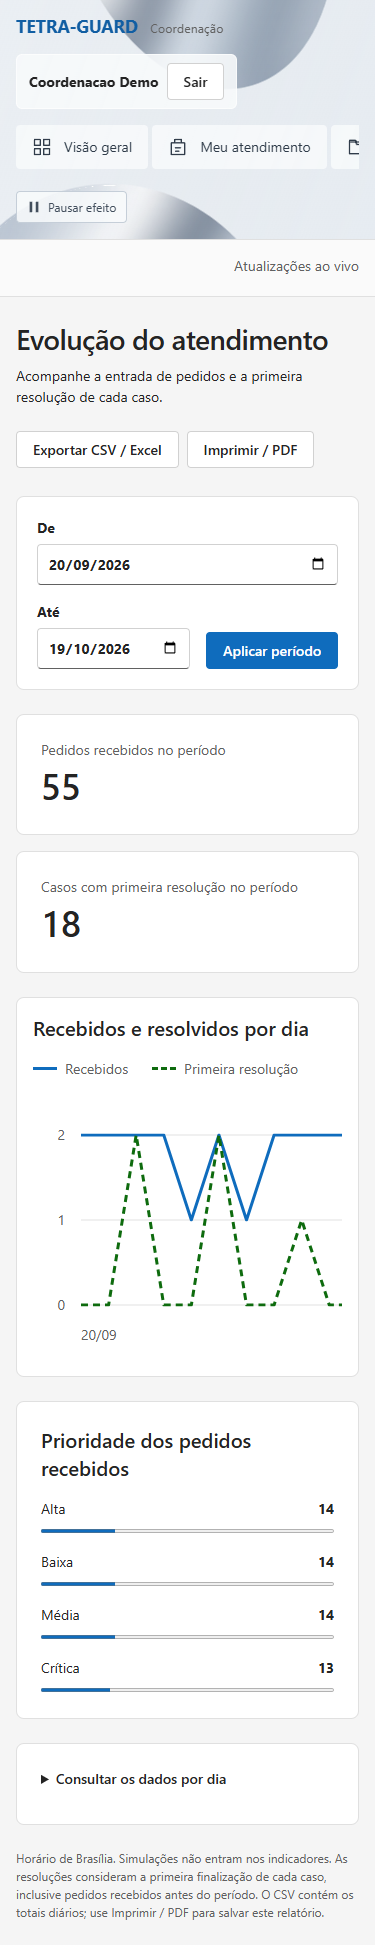 TETRA-GUARD Coordenação
Coordenacao Demo Sair
Visão geral Meu atendimento
Pausar efeito
Atualizações ao vivo
Evolução do atendimento
Acompanhe a entrada de pedidos e a primeira
resolução de cada caso.
Exportar CSV / Excel Imprimir / PDF
De
20/09/2026
Até
19/10/2026 Aplicar período
Pedidos recebidos no período
55
Casos com primeira resolução no período
18
Recebidos e resolvidos por dia
Recebidos Primeira resolução
2
1
0
20/09
Prioridade dos pedidos
recebidos
Alta 14
Baixa 14
Média 14
Crítica 13
Consultar os dados por dia
Horário de Brasília. Simulações não entram nos indicadores. As
resoluções consideram a primeira finalização de cada caso,
inclusive pedidos recebidos antes do período. O CSV contém os
totais diários; use Imprimir / PDF para salvar este relatório.